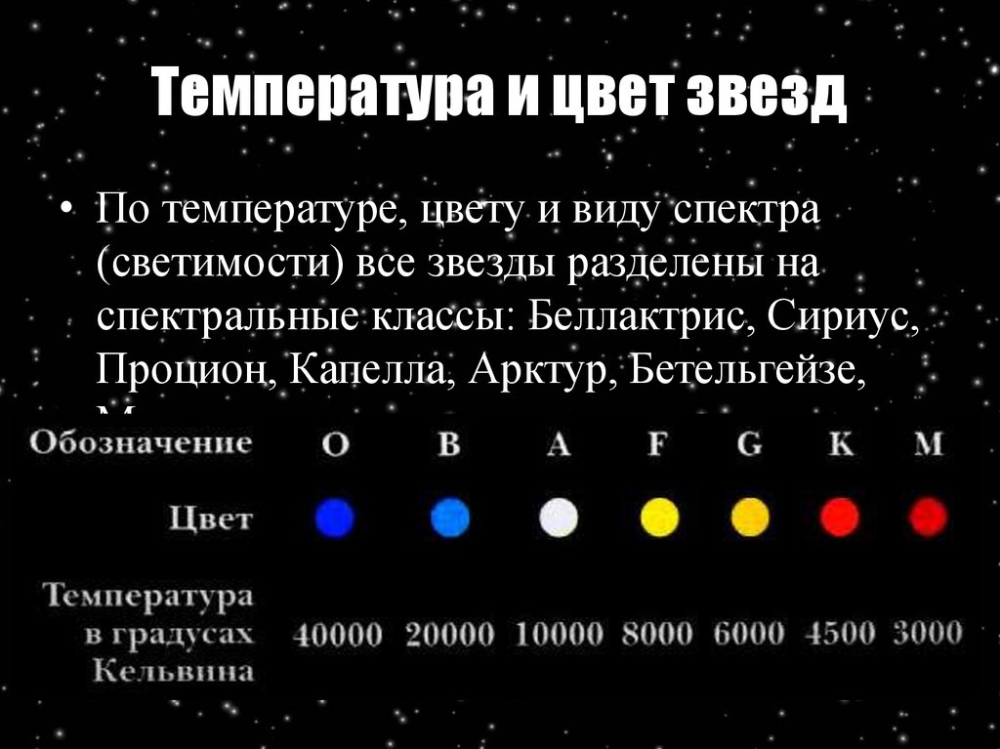 Температура и цвет звезд
• По температуре, цвету и виду спектра
(светимости) все звезды разделены на
спектральные классы: Беллактрис, Сириус,
Процион, Капелла, Арктур, Бетельгейзе,
Обозначение O B A F G K M
Цвет
Температура
в градусах
Кельвина
40000 20000 10000 8000 6000 4500 3000